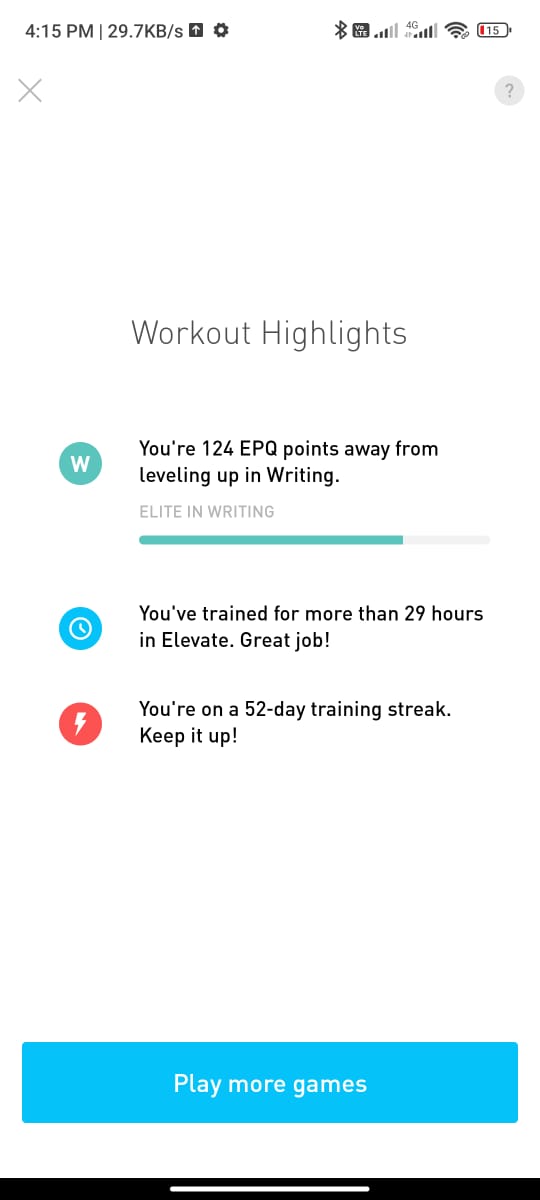 4:15 PM | 29.7KB/s
Vo
LTE
4G
15
?
Workout Highlights
W
You're 124 EPQ points away from
leveling up in Writing.
ELITE IN WRITING
You've trained for more than 29 hours
in Elevate. Great job!
You're on a 52-day training streak.
Keep it up!
Play more games